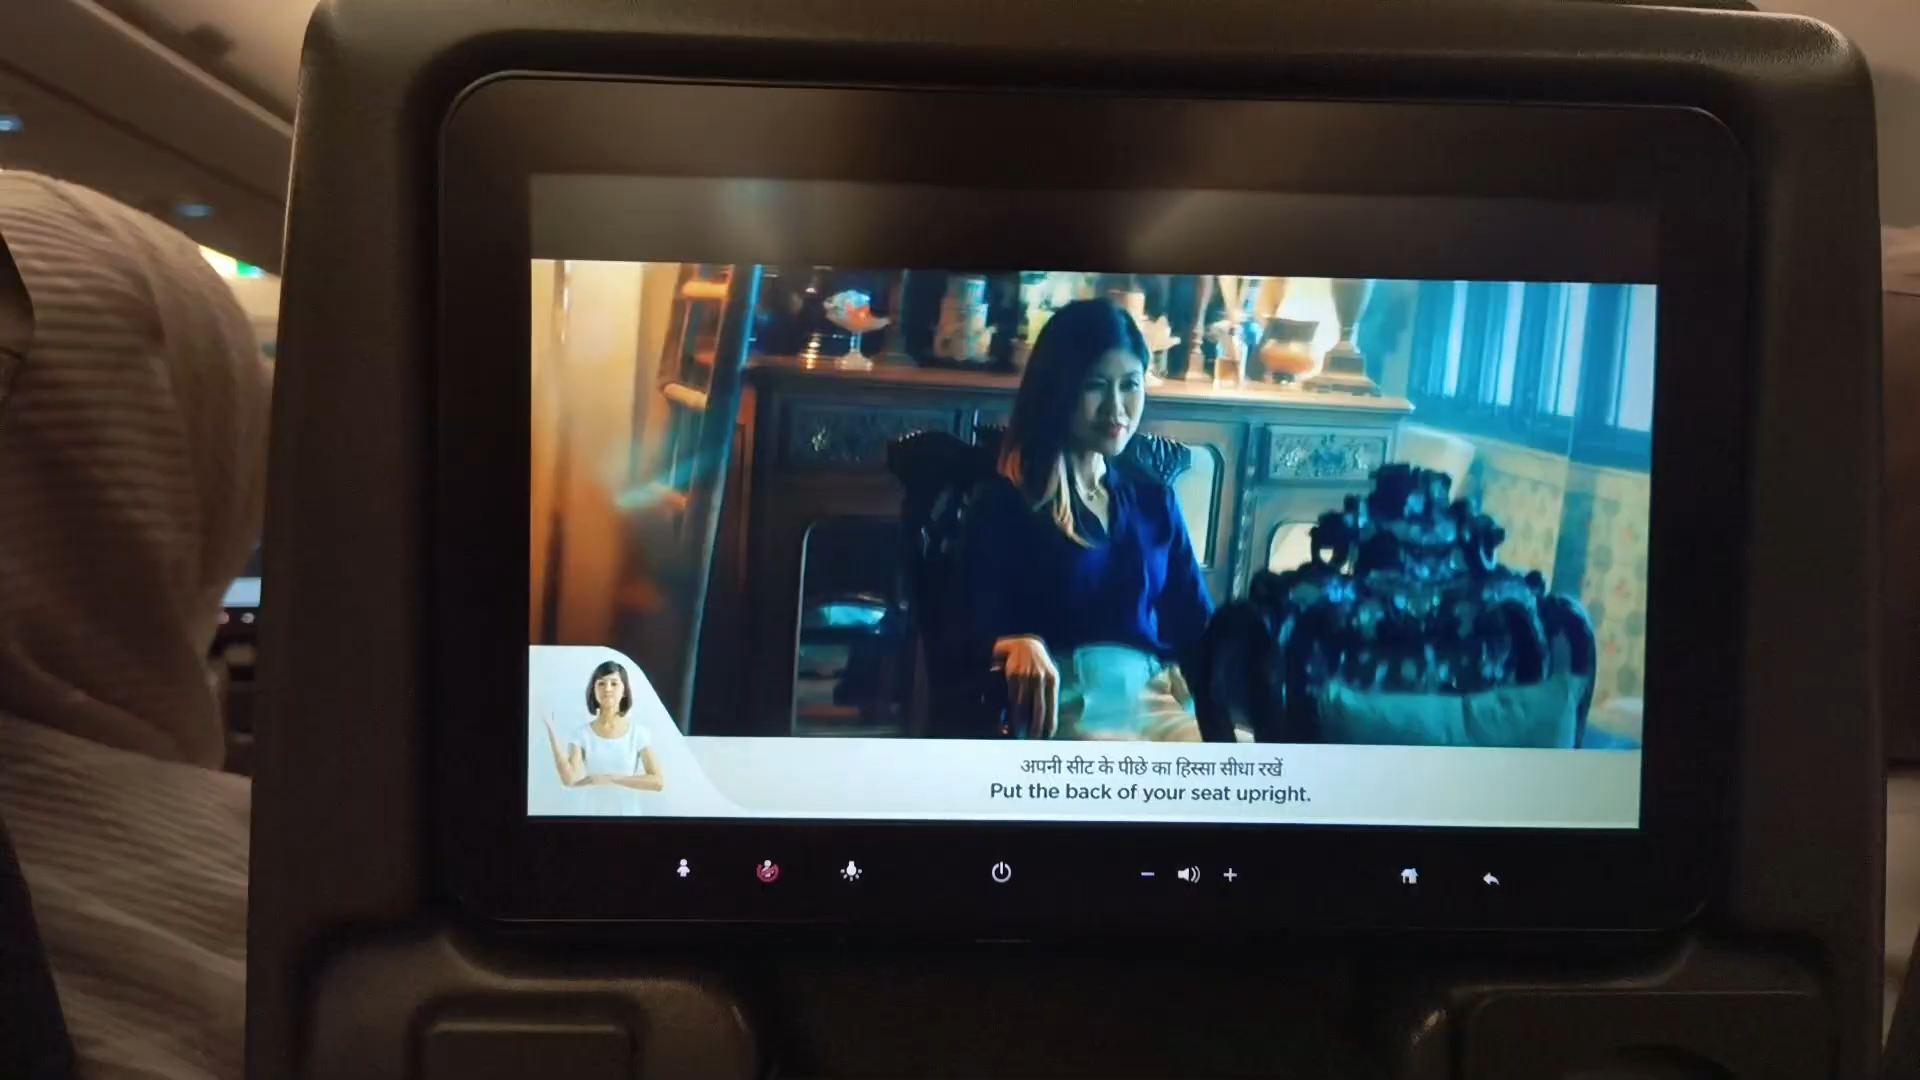 अपनी सीट के पीछे का हिस्सा सीधा रखें
Put the back of your seat upright.